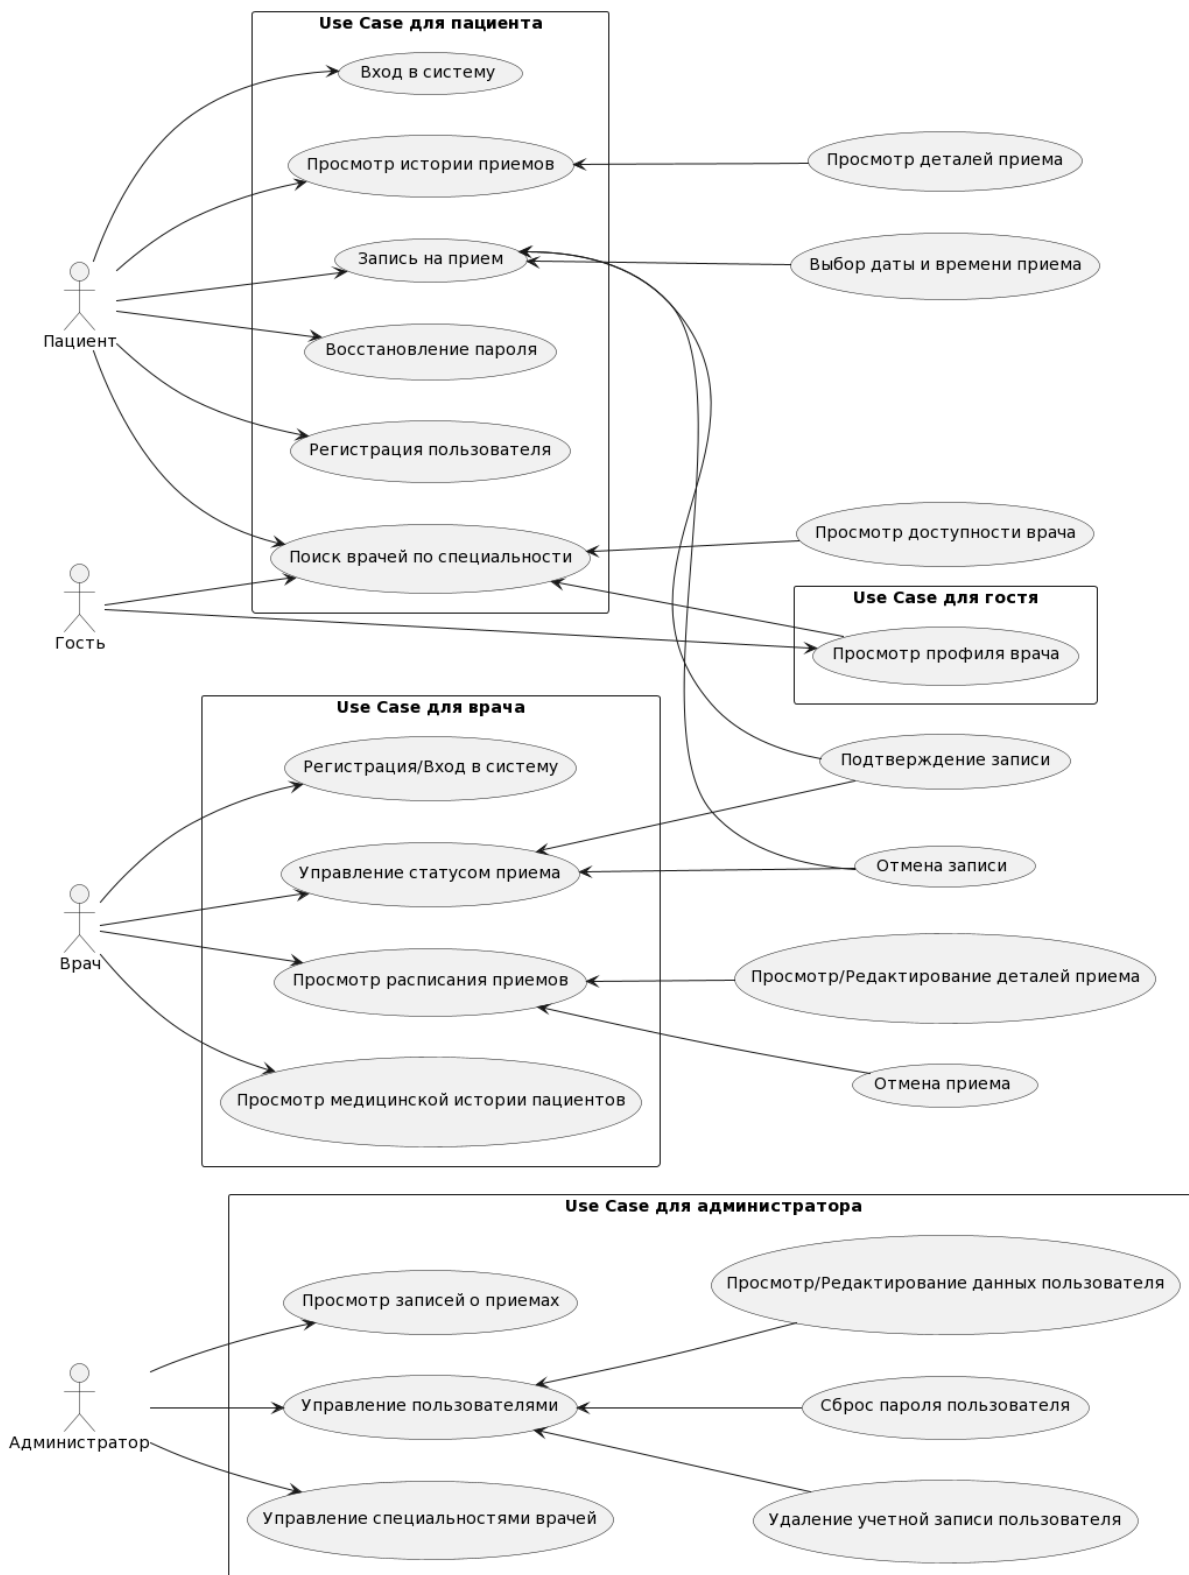 Use Case для пациента
Вход в систему
Просмотр истории приемов
Просмотр деталей приема
Запись на прием
Выбор даты и времени приема
Пациент
Восстановление пароля
Регистрация пользователя
Просмотр доступности врача
Поиск врачей по специальности
Use Case для гостя
Гость
Просмотр профиля врача
Use Case для врача
Регистрация/Вход в систему
Подтверждение записи
Управление статусом приема
Отмена записи
Врач
Просмотр расписания приемов
Просмотр/Редактирование деталей приема
Отмена приема
Просмотр медицинской истории пациентов
Use Case для администратора
Просмотр/Редактирование данных пользователя
Просмотр записей о приемах
Управление пользователями
Сброс пароля пользователя
Администратор
Управление специальностями врачей
Удаление учетной записи пользователя